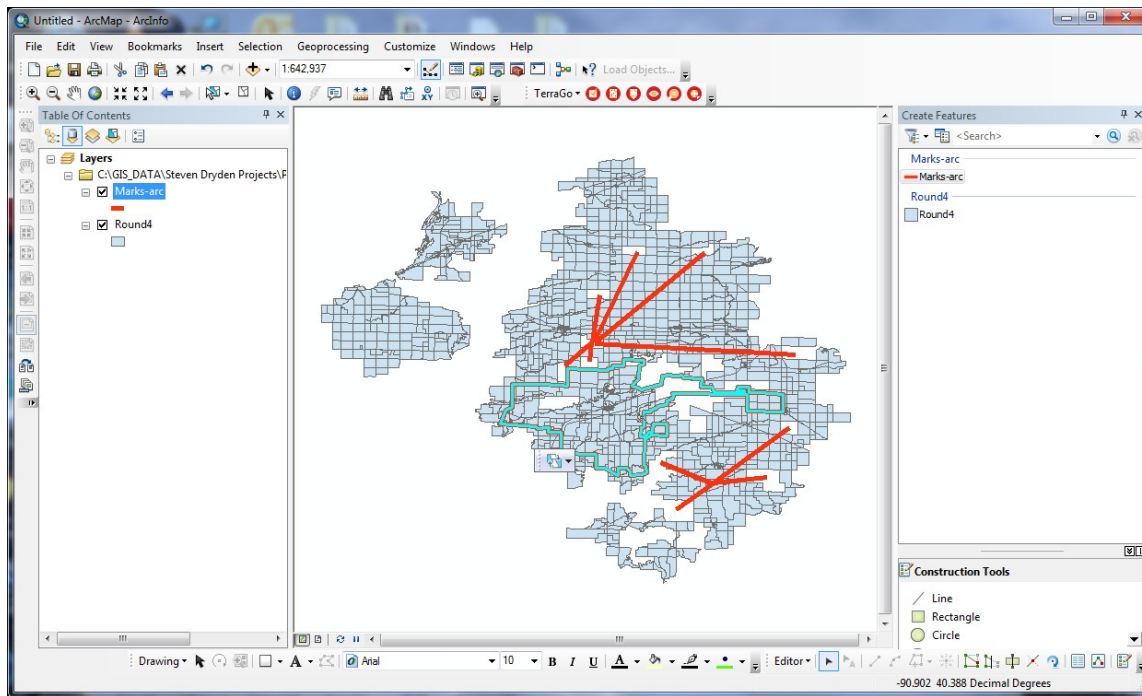 Untitled - ArcMap - ArcInfo
File Edit View Bookmarks Insert Selection Geoprocessing Customize Windows Help
1:642,937 Load Objects...
TerraGo
Table Of Contents
Layers
C:\GIS_DATA\Steven Dryden Projects\P
Marks-arc
Round4
Create Features
<Search>
Marks-arc
Marks-arc
Round4
Round4
Construction Tools
Line
Rectangle
Circle
Drawing A Arial 10 B I U A Editor
-90.902 40.388 Decimal Degrees